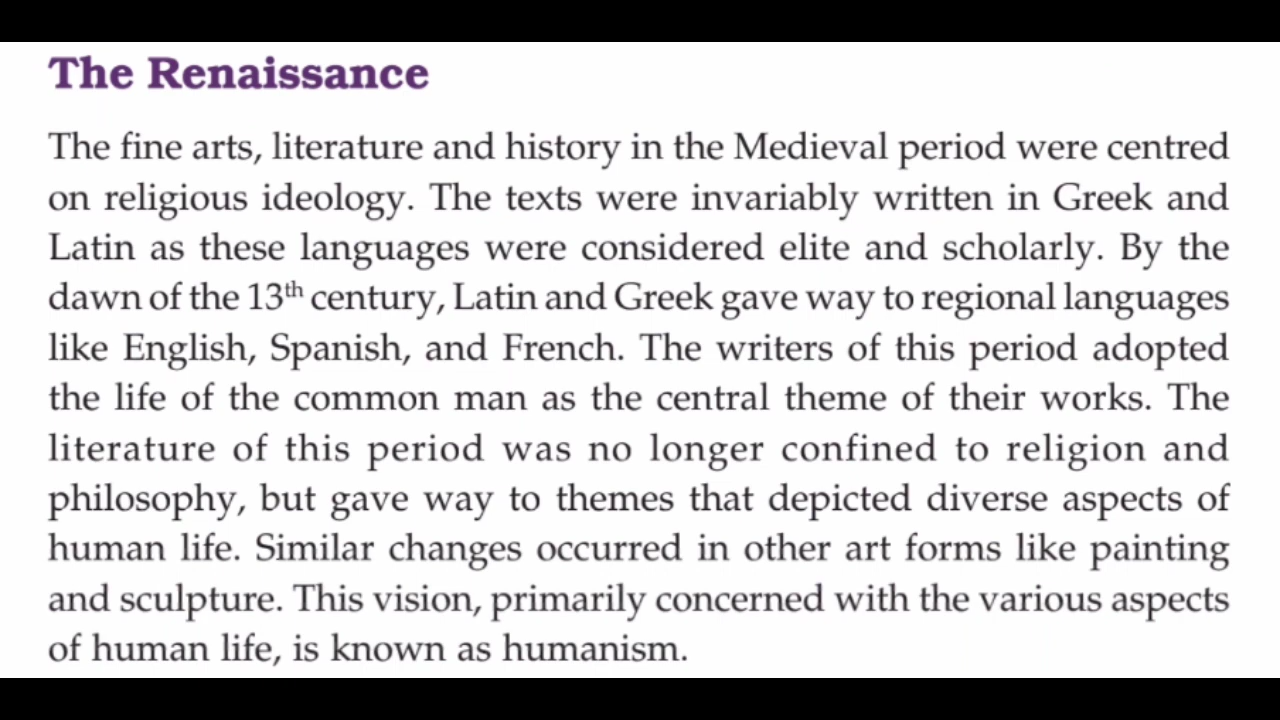 The Renaissance
The fine arts, literature and history in the Medieval period were centred
on religious ideology. The texts were invariably written in Greek and
Latin as these languages were considered elite and scholarly. By the
dawn of the 13th century, Latin and Greek gave way to regional languages
like English, Spanish, and French. The writers of this period adopted
the life of the common man as the central theme of their works. The
literature of this period was no longer confined to religion and
philosophy, but gave way to themes that depicted diverse aspects of
human life. Similar changes occurred in other art forms like painting
and sculpture. This vision, primarily concerned with the various aspects
of human life, is known as humanism.